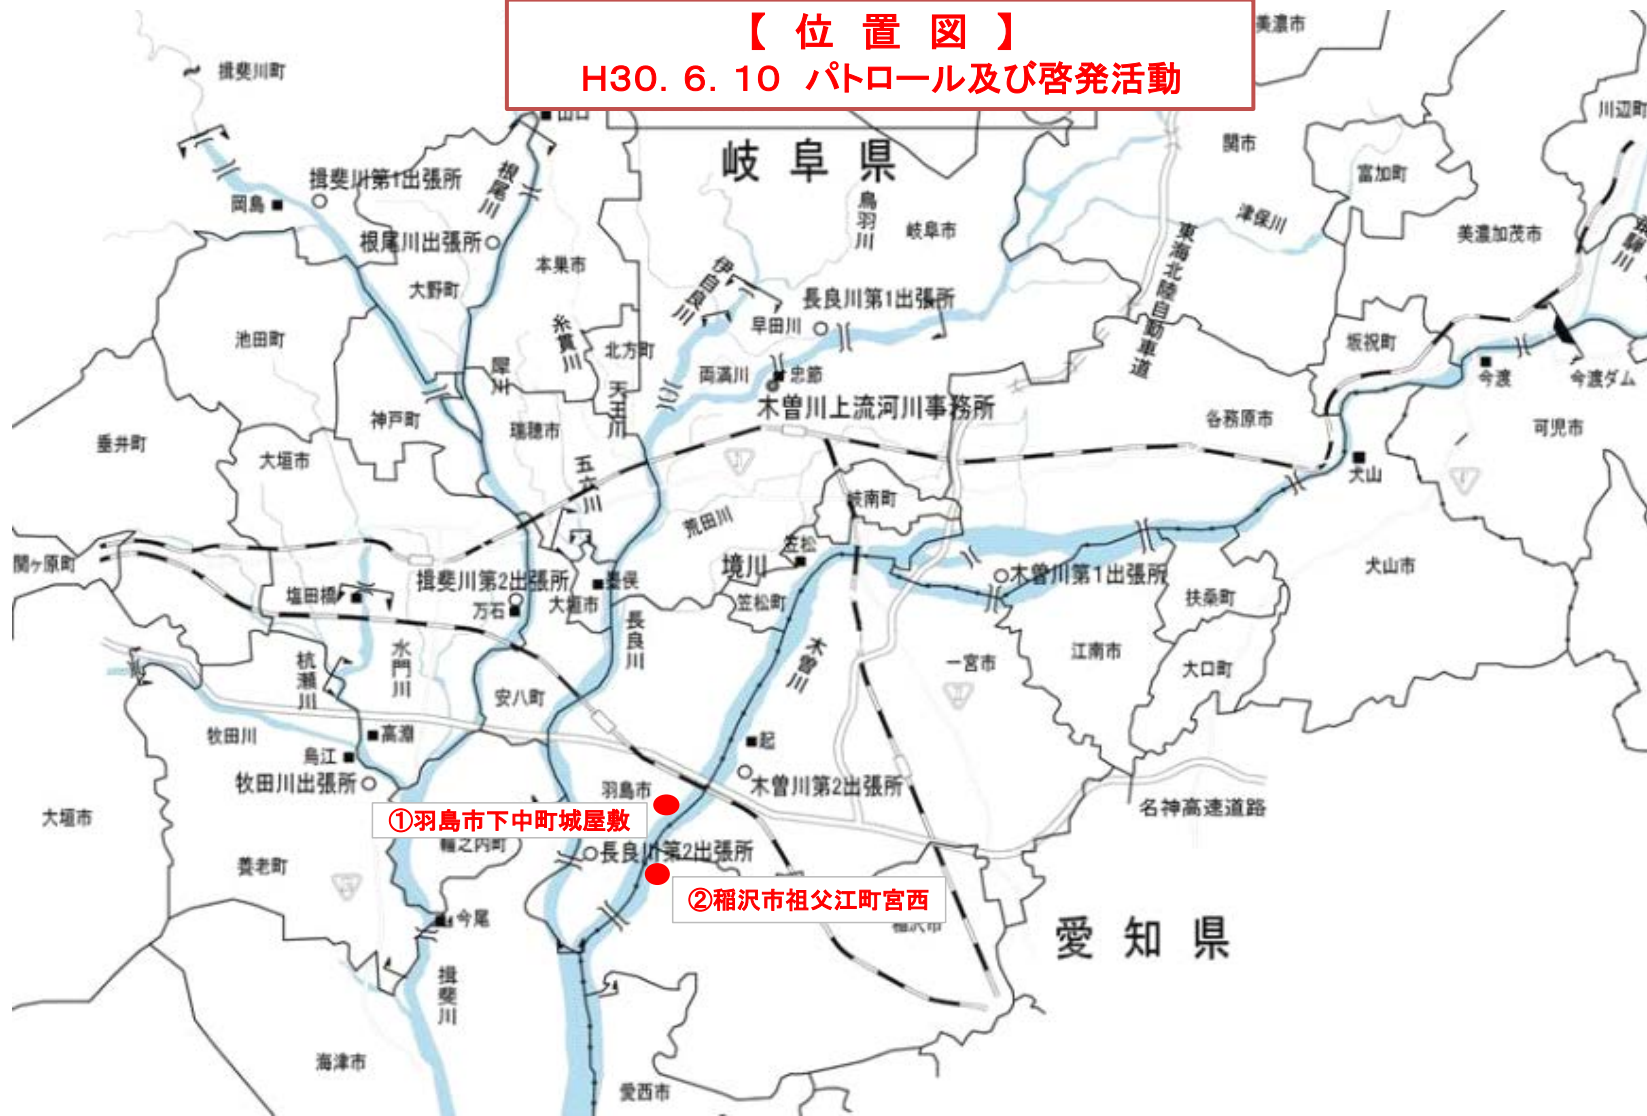 【 位 置 図 】
H30. 6. 10 パトロール及び啓発活動
美濃市
揖斐川町
川辺町
山口
岐 阜 県
関市
富加町
揖斐川第1出張所
根尾川
岡島
鳥羽川
岐阜市
津保川
美濃加茂市
飛騨川
根尾川出張所
本巣市
東海北陸自動車道
大野町
伊自良川
長良川第1出張所
糸貫川
早田川
池田町
北方町
坂祝町
犀川
両満川
忠節
今渡
今渡ダム
天王川
木曽川上流河川事務所
神戸町
瑞穂市
各務原市
可児市
垂井町
大垣市
五六川
犬山
岐南町
荒田川
笠松
関ヶ原町
境川
犬山市
揖斐川第2出張所
墨俣
木曽川第1出張所
塩田橋
万石
大垣市
笠松町
扶桑町
長良川
水門川
木曽川
江南市
杭瀬川
一宮市
大口町
安八町
牧田川
高淵
起
烏江
牧田川出張所
羽島市
木曽川第2出張所
名神高速道路
大垣市
①羽島市下中町城屋敷
輪之内町
長良川第2出張所
養老町
②稲沢市祖父江町宮西
今尾
稲沢市
愛 知 県
揖斐川
海津市
愛西市